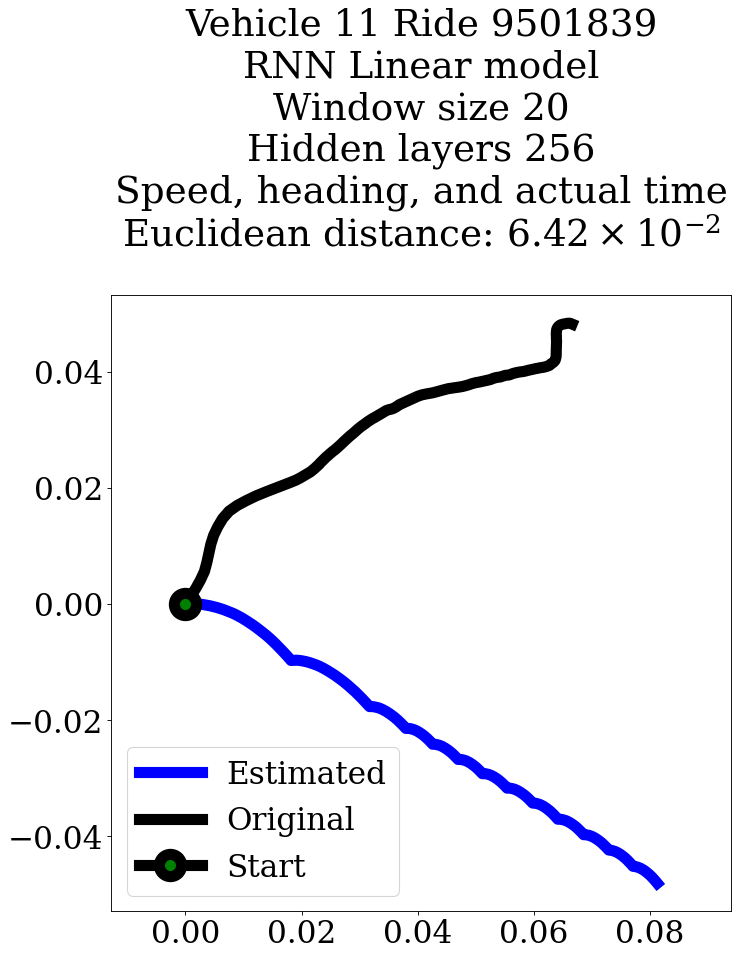 Vehicle 11 Ride 9501839
RNN Linear model
Window size 20
Hidden layers 256
Speed, heading, and actual time
Euclidean distance: 6.42 × 10⁻²
0.04
0.02
0.00
−0.02
−0.04
Estimated
Original
Start
0.00 0.02 0.04 0.06 0.08